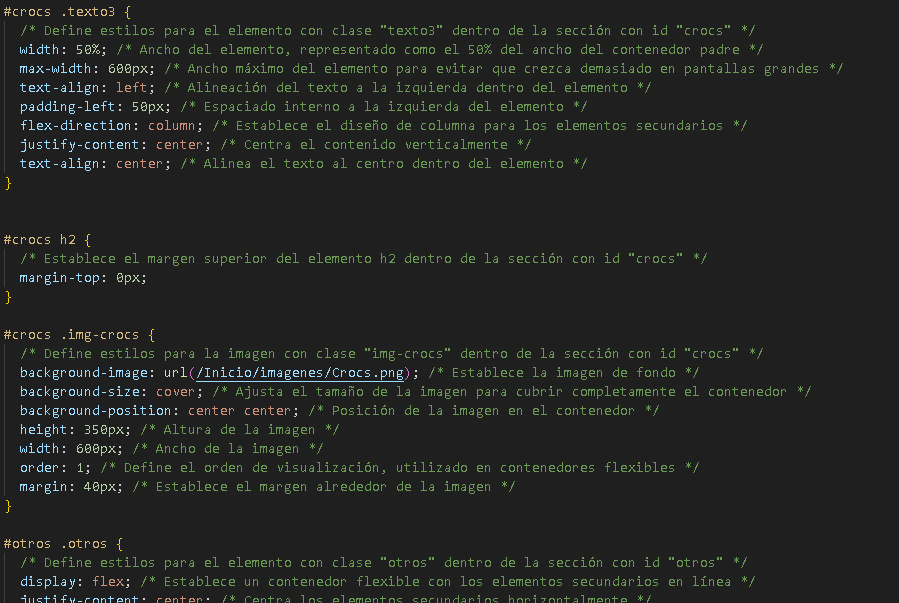 #crocs .texto3 {
/* Define estilos para el elemento con clase "texto3" dentro de la sección con id "crocs" */
width: 50%; /* Ancho del elemento, representado como el 50% del ancho del contenedor padre */
max-width: 600px; /* Ancho máximo del elemento para evitar que crezca demasiado en pantallas grandes */
text-align: left; /* Alineación del texto a la izquierda dentro del elemento */
padding-left: 50px; /* Espaciado interno a la izquierda del elemento */
flex-direction: column; /* Establece el diseño de columna para los elementos secundarios */
justify-content: center; /* Centra el contenido verticalmente */
text-align: center; /* Alinea el texto al centro dentro del elemento */
}
#crocs h2 {
/* Establece el margen superior del elemento h2 dentro de la sección con id "crocs" */
margin-top: 0px;
}
#crocs .img-crocs {
/* Define estilos para la imagen con clase "img-crocs" dentro de la sección con id "crocs" */
background-image: url(/Inicio/imagenes/Crocs.png); /* Establece la imagen de fondo */
background-size: cover; /* Ajusta el tamaño de la imagen para cubrir completamente el contenedor */
background-position: center center; /* Posición de la imagen en el contenedor */
height: 350px; /* Altura de la imagen */
width: 600px; /* Ancho de la imagen */
order: 1; /* Define el orden de visualización, utilizado en contenedores flexibles */
margin: 40px; /* Establece el margen alrededor de la imagen */
}
#otros .otros {
/* Define estilos para el elemento con clase "otros" dentro de la sección con id "otros" */
display: flex; /* Establece un contenedor flexible con los elementos secundarios en línea */
justify-content: center; /* Centra los elementos secundarios horizontalmente */